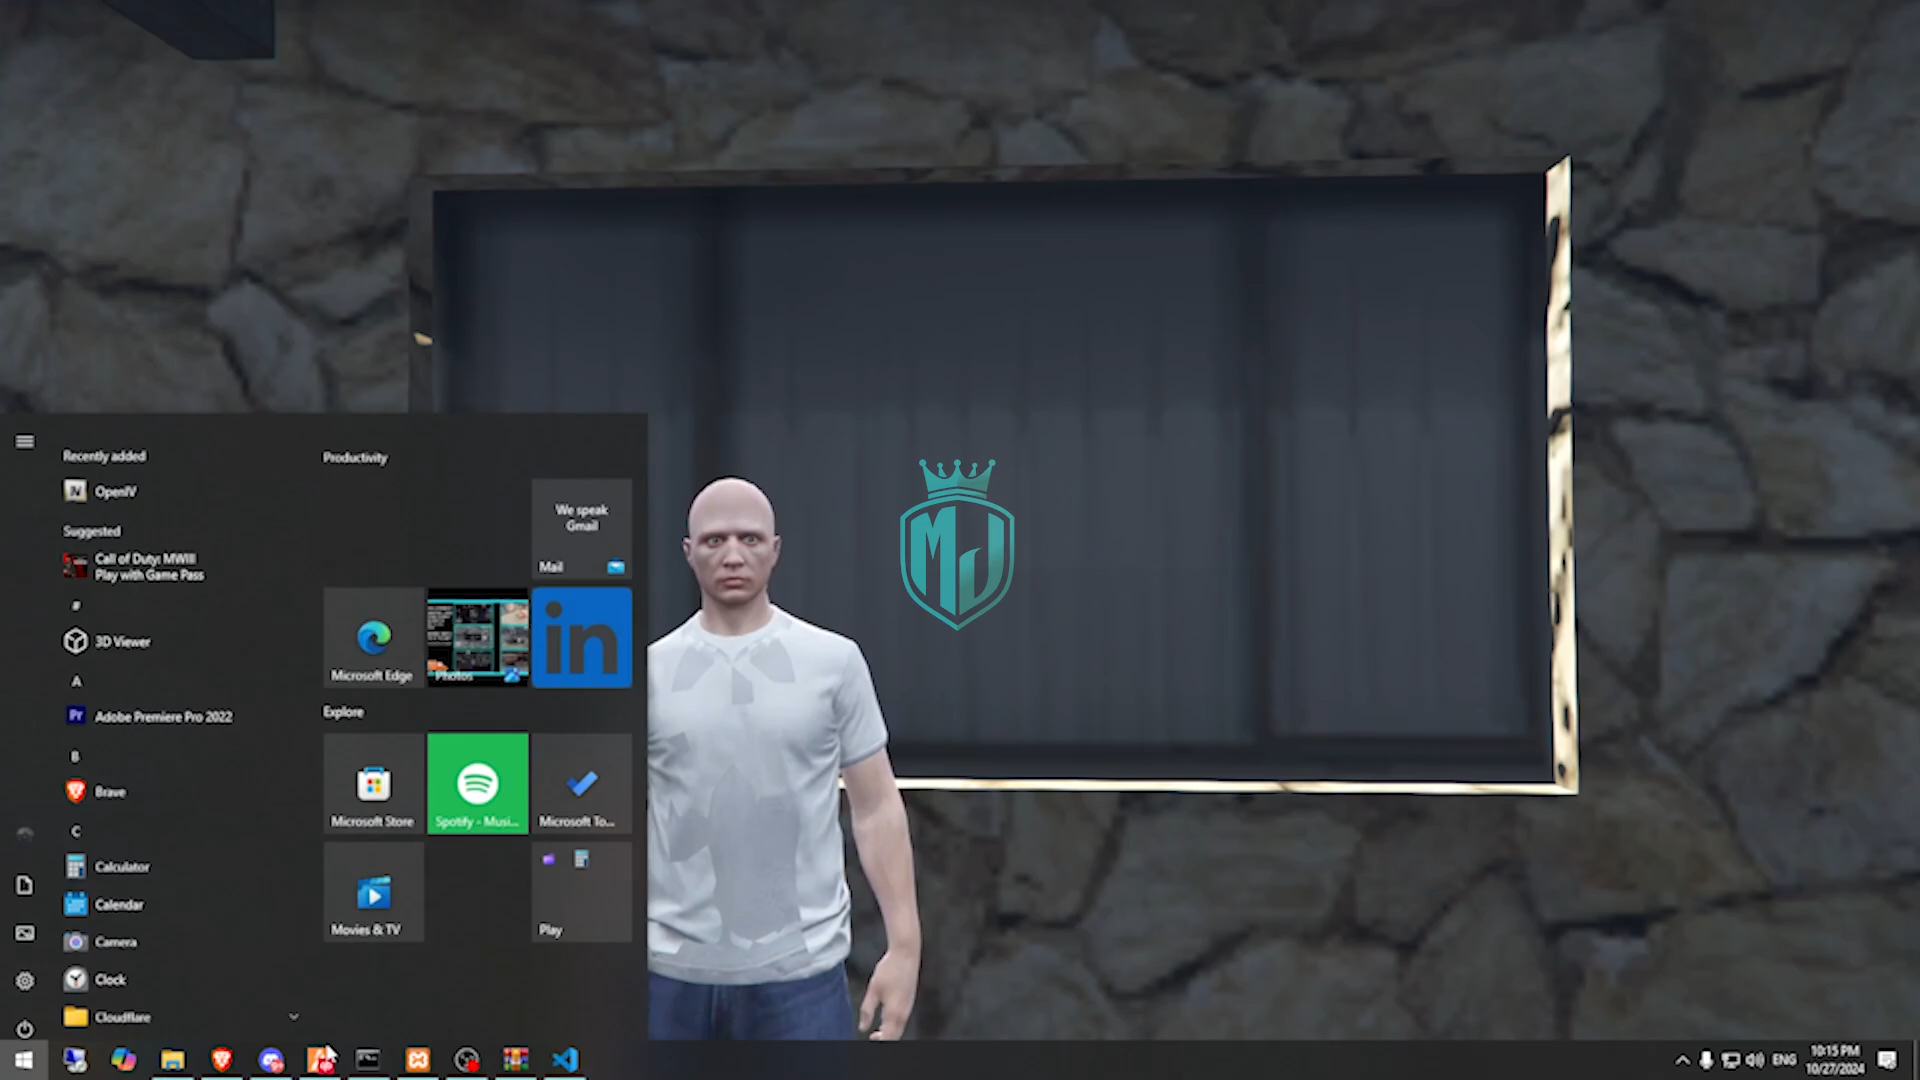 Recently added
OpenIV
Suggested
Call of Duty: MWIII
Play with Game Pass
#
3D Viewer
A
Adobe Premiere Pro 2022
B
Brave
C
Calculator
Calendar
Camera
Clock
Cloudflare
Productivity
We speak
Gmail
Mail
Microsoft Edge
Photos
in
Explore
Microsoft Store
Spotify - Musi...
Microsoft To...
Movies & TV
Play
MJ
Pr
ENG
10:15 PM
10/27/2024